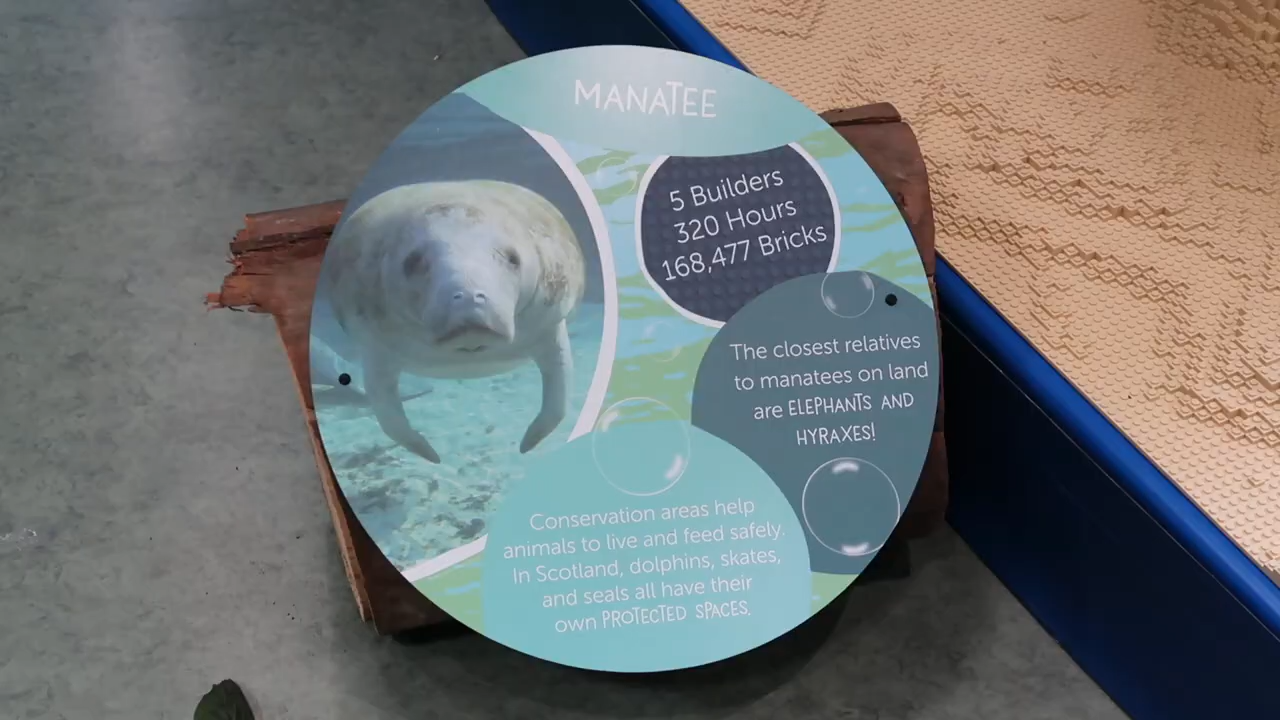 MANATEE
5 Builders
320 Hours
168,477 Bricks
The closest relatives
to manatees on land
are ELEPHANTS AND
HYRAXES!
Conservation areas help
animals to live and feed safely.
In Scotland, dolphins, skates,
and seals all have their
own PROTECTED SPACES.